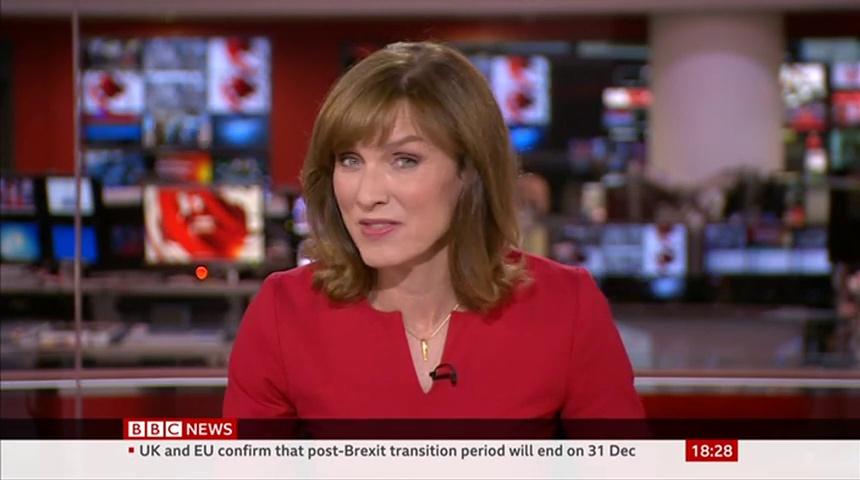 BBC NEWS
UK and EU confirm that post-Brexit transition period will end on 31 Dec 18:28